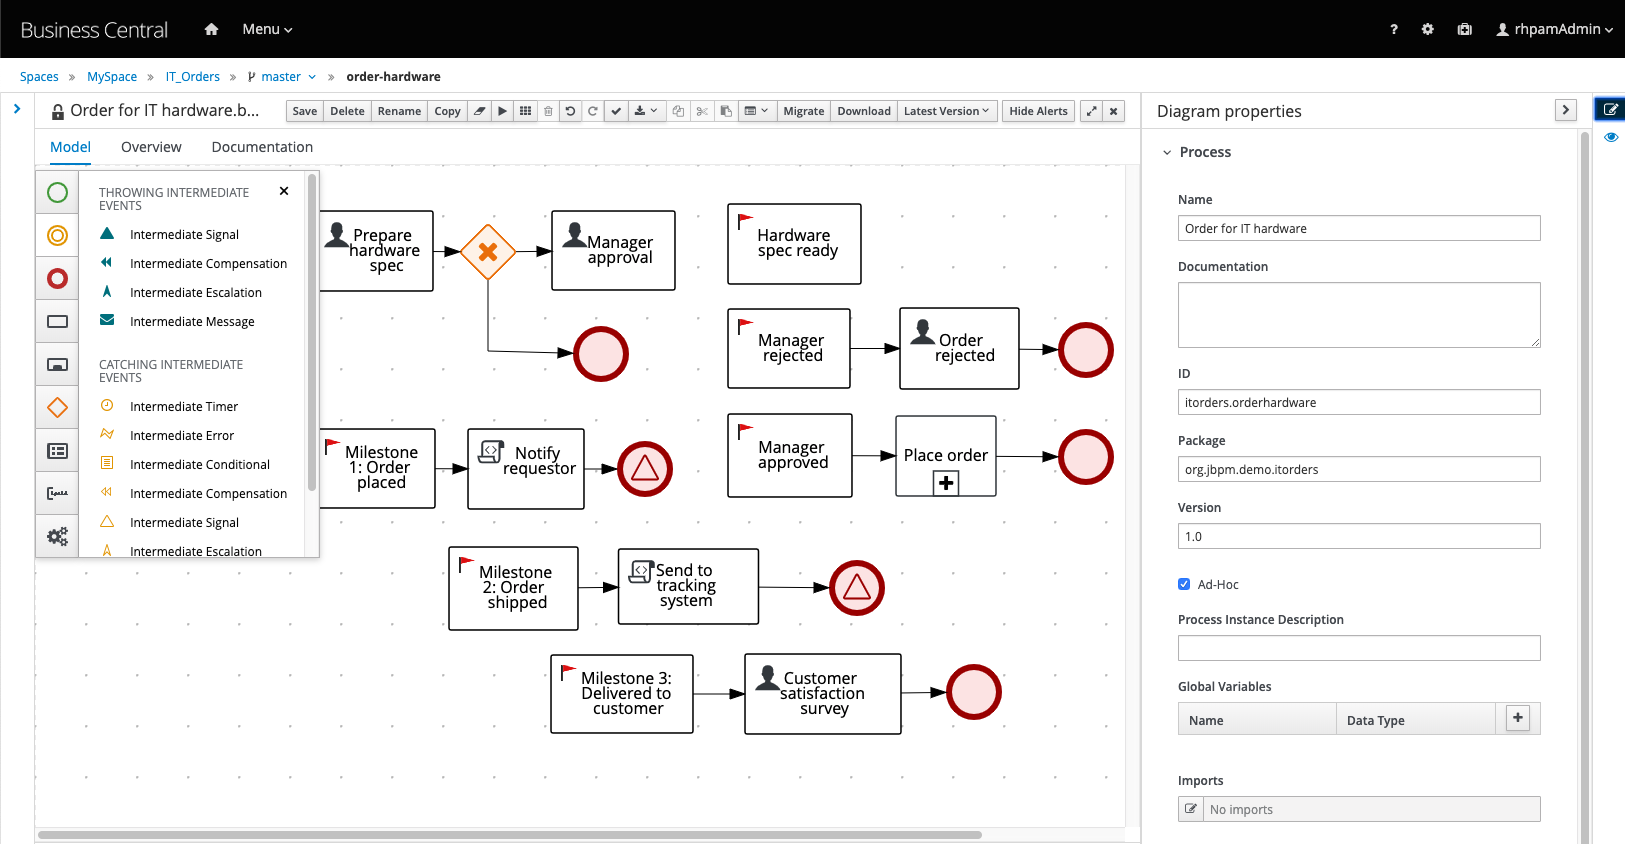 Business Central
Menu
?
rhpamAdmin
Spaces » MySpace » IT_Orders » master » order-hardware
Order for IT hardware.b...
Save Delete Rename Copy Migrate Download Latest Version Hide Alerts
Model Overview Documentation
THROWING INTERMEDIATE
EVENTS
Intermediate Signal
Intermediate Compensation
Intermediate Escalation
Intermediate Message
CATCHING INTERMEDIATE
EVENTS
Intermediate Timer
Intermediate Error
Intermediate Conditional
Intermediate Compensation
Intermediate Signal
Intermediate Escalation
Prepare
hardware
spec
Manager
approval
Hardware
spec ready
Manager
rejected
Order
rejected
Milestone
1: Order
placed
Notify
requestor
Manager
approved
Place order
Milestone
2: Order
shipped
Send to
tracking
system
Milestone 3:
Delivered to
customer
Customer
satisfaction
survey
Diagram properties
Process
Name
Order for IT hardware
Documentation
ID
itorders.orderhardware
Package
org.jbpm.demo.itorders
Version
1.0
Ad-Hoc
Process Instance Description
Global Variables
Name Data Type
Imports
No imports